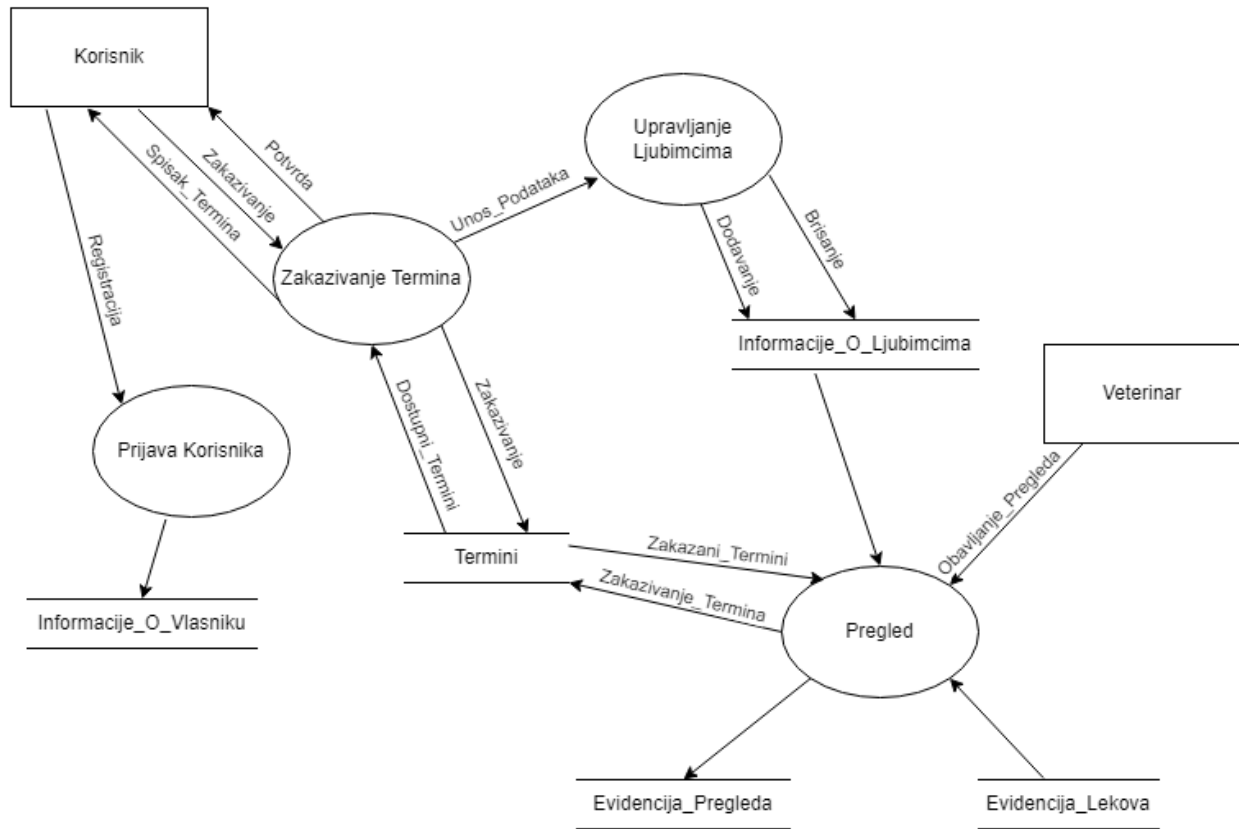 Korisnik
Upravljanje
Ljubimcima
Potvrda
Zakazivanje
Spisak_Termina
Unos_Podataka
Dodavanje
Brisanje
Registracija
Zakazivanje Termina
Informacije_O_Ljubimcima
Veterinar
Dostupni_Termini
Zakazivanje
Prijava Korisnika
Obavljanje_Pregleda
Termini
Zakazani_Termini
Zakazivanje_Termina
Informacije_O_Vlasniku
Pregled
Evidencija_Pregleda
Evidencija_Lekova